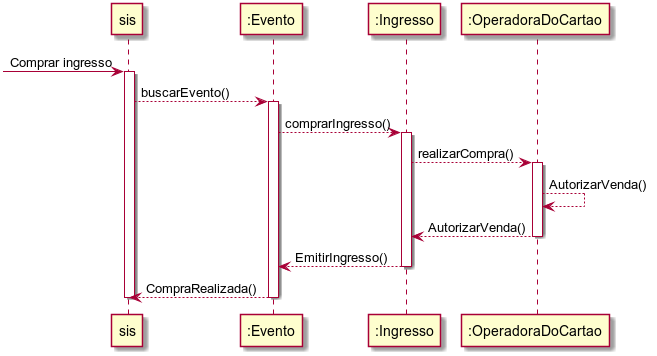 sis
:Evento
:Ingresso
:OperadoraDoCartao
Comprar ingresso
buscarEvento()
comprarIngresso()
realizarCompra()
AutorizarVenda()
AutorizarVenda()
EmitirIngresso()
CompraRealizada()
sis
:Evento
:Ingresso
:OperadoraDoCartao